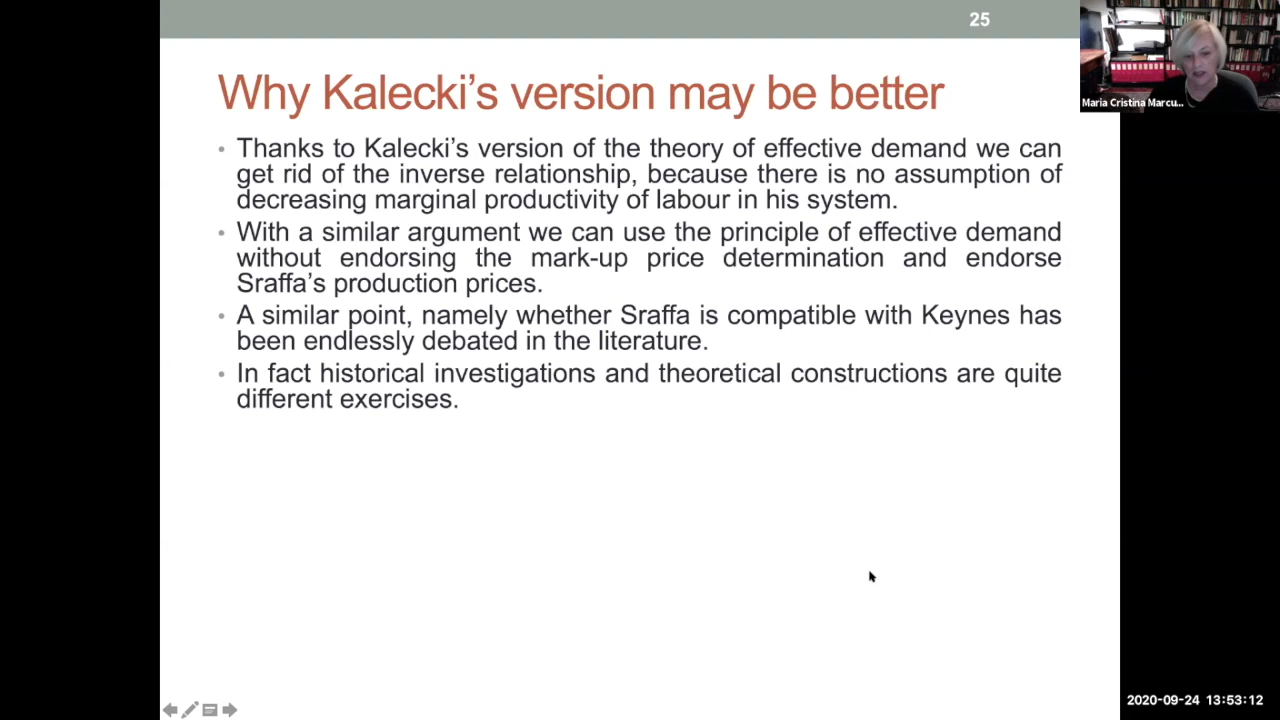 25
Maria Cristina Marcu...
Why Kalecki's version may be better
• Thanks to Kalecki's version of the theory of effective demand we can
get rid of the inverse relationship, because there is no assumption of
decreasing marginal productivity of labour in his system.
• With a similar argument we can use the principle of effective demand
without endorsing the mark-up price determination and endorse
Sraffa's production prices.
• A similar point, namely whether Sraffa is compatible with Keynes has
been endlessly debated in the literature.
• In fact historical investigations and theoretical constructions are quite
different exercises.
2020-09-24 13:53:12